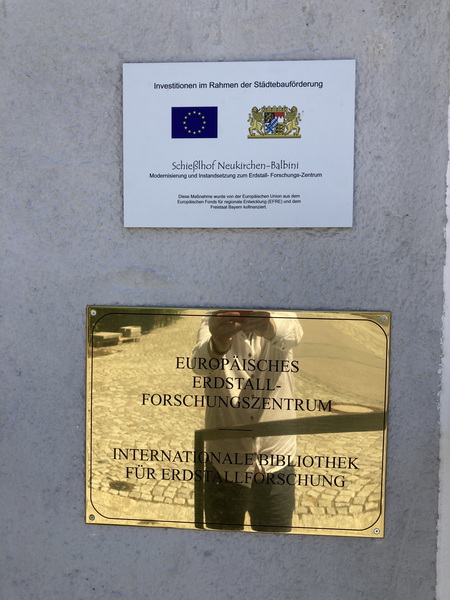 Investitionen im Rahmen der Städtebauförderung
Schießlhof Neukirchen-Balbini
Modernisierung und Instandsetzung zum Erdstall- Forschungs-Zentrum
Diese Maßnahme wurde von der Europäischen Union aus dem
Europäischen Fonds für regionale Entwicklung (EFRE) und dem
Freistaat Bayern kofinanziert.
EUROPÄISCHES
ERDSTALL-
FORSCHUNGSZENTRUM
INTERNATIONALE BIBLIOTHEK
FÜR ERDSTALLFORSCHUNG